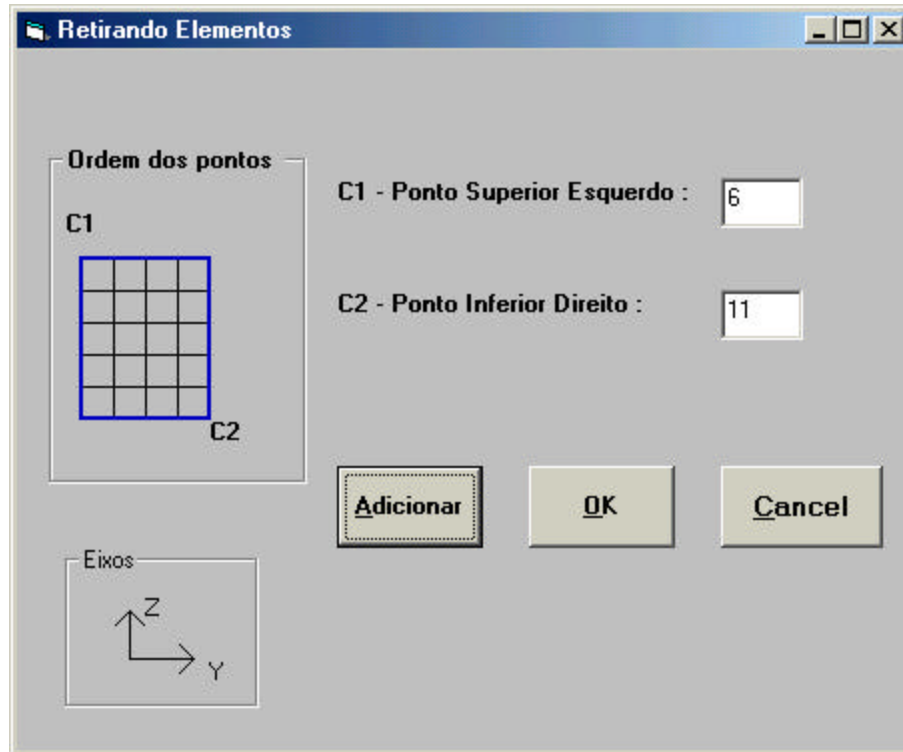 Retirando Elementos
Ordem dos pontos
C1
C2
C1 - Ponto Superior Esquerdo :
6
C2 - Ponto Inferior Direito :
11
Adicionar
OK
Cancel
Eixos
Z
Y